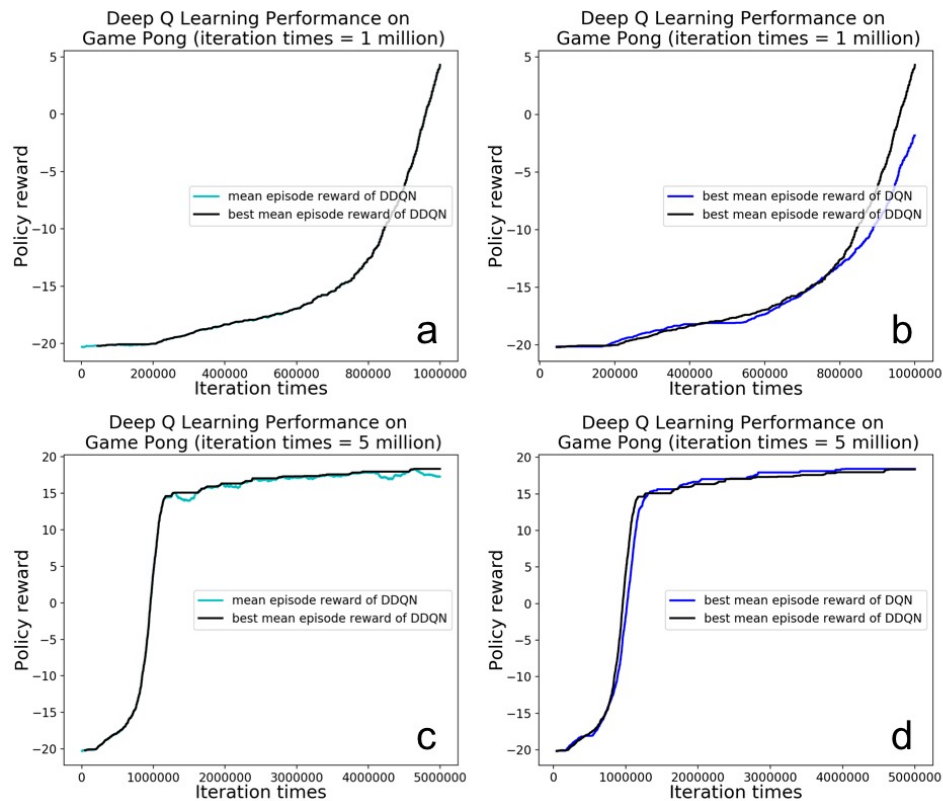 Deep Q Learning Performance on
Game Pong (iteration times = 1 million)
5
0
−5
−10
−15
−20
Policy reward
mean episode reward of DDQN
best mean episode reward of DDQN
a
0 200000 400000 600000 800000 1000000
Iteration times
Deep Q Learning Performance on
Game Pong (iteration times = 1 million)
5
0
−5
−10
−15
−20
Policy reward
best mean episode reward of DQN
best mean episode reward of DDQN
b
0 200000 400000 600000 800000 1000000
Iteration times
Deep Q Learning Performance on
Game Pong (iteration times = 5 million)
20
15
10
5
0
−5
−10
−15
−20
Policy reward
mean episode reward of DDQN
best mean episode reward of DDQN
c
0 1000000 2000000 3000000 4000000 5000000
Iteration times
Deep Q Learning Performance on
Game Pong (iteration times = 5 million)
20
15
10
5
0
−5
−10
−15
−20
Policy reward
best mean episode reward of DQN
best mean episode reward of DDQN
d
0 1000000 2000000 3000000 4000000 5000000
Iteration times